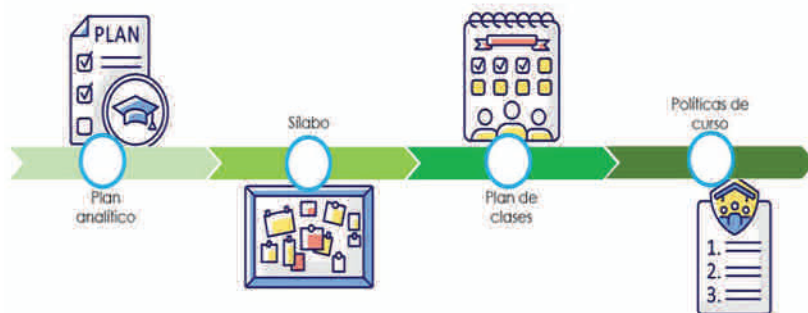 PLAN
Plan
analítico
Sílabo
Plan de
clases
Políticas de
curso
1.
2.
3.